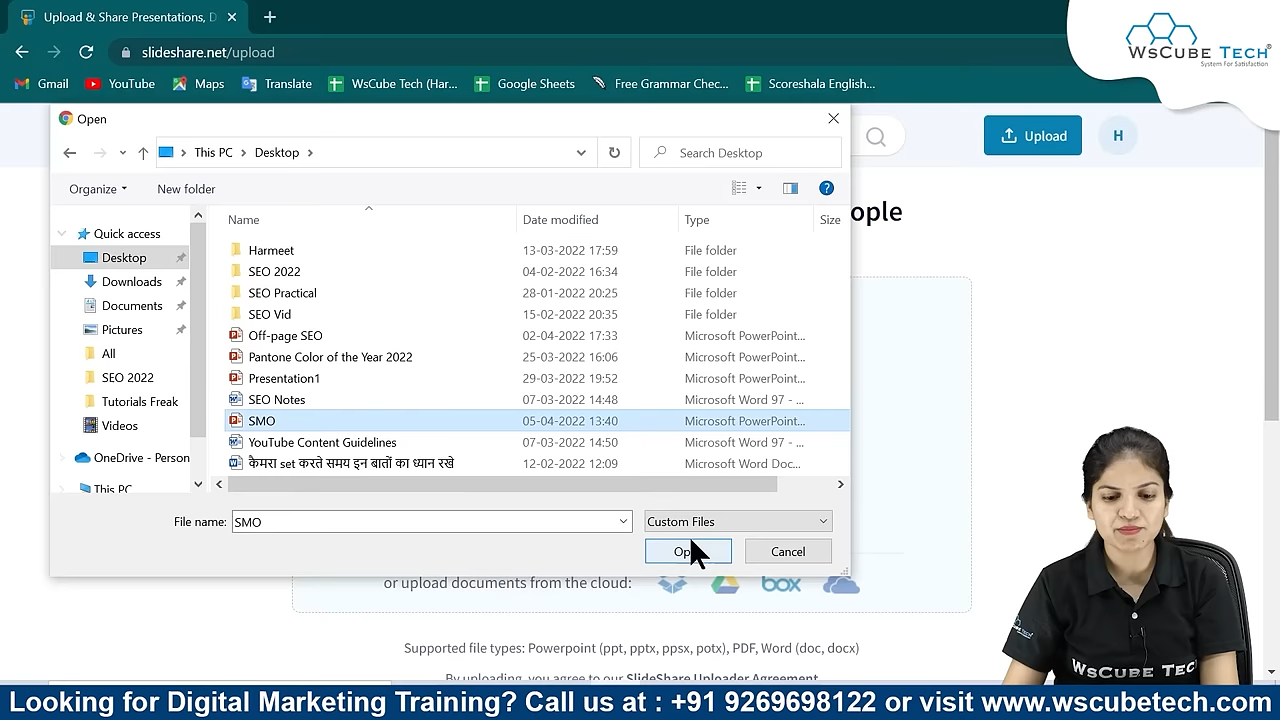 Upload & Share Presentations, D
slideshare.net/upload
WsCube Tech®
System For Satisfaction
Gmail
YouTube
Maps
Translate
WsCube Tech (Har...
Google Sheets
Free Grammar Chec...
Scoreshala English...
Open
This PC > Desktop >
Search Desktop
Upload
H
Organize
New folder
ople
Name
Date modified
Type
Size
Quick access
Desktop
Downloads
Documents
Pictures
All
SEO 2022
Tutorials Freak
Videos
OneDrive - Person
This PC
Harmeet 13-03-2022 17:59 File folder
SEO 2022 04-02-2022 16:34 File folder
SEO Practical 28-01-2022 20:25 File folder
SEO Vid 15-02-2022 20:35 File folder
Off-page SEO 02-04-2022 17:33 Microsoft PowerPoint...
Pantone Color of the Year 2022 25-03-2022 16:06 Microsoft PowerPoint...
Presentation1 29-03-2022 19:52 Microsoft PowerPoint...
SEO Notes 07-03-2022 14:48 Microsoft Word 97 - ...
SMO 05-04-2022 13:40 Microsoft PowerPoint...
YouTube Content Guidelines 07-03-2022 14:50 Microsoft Word 97 - ...
कैमरा set करते समय इन बातों का ध्यान रखे 12-02-2022 12:09 Microsoft Word Doc...
File name: SMO
Custom Files
Cancel
or upload documents from the cloud:
box
Supported file types: Powerpoint (ppt, pptx, ppsx, potx), PDF, Word (doc, docx)
WsCube Tech
Looking for Digital Marketing Training? Call us at : +91 9269698122 or visit www.wscubetech.com